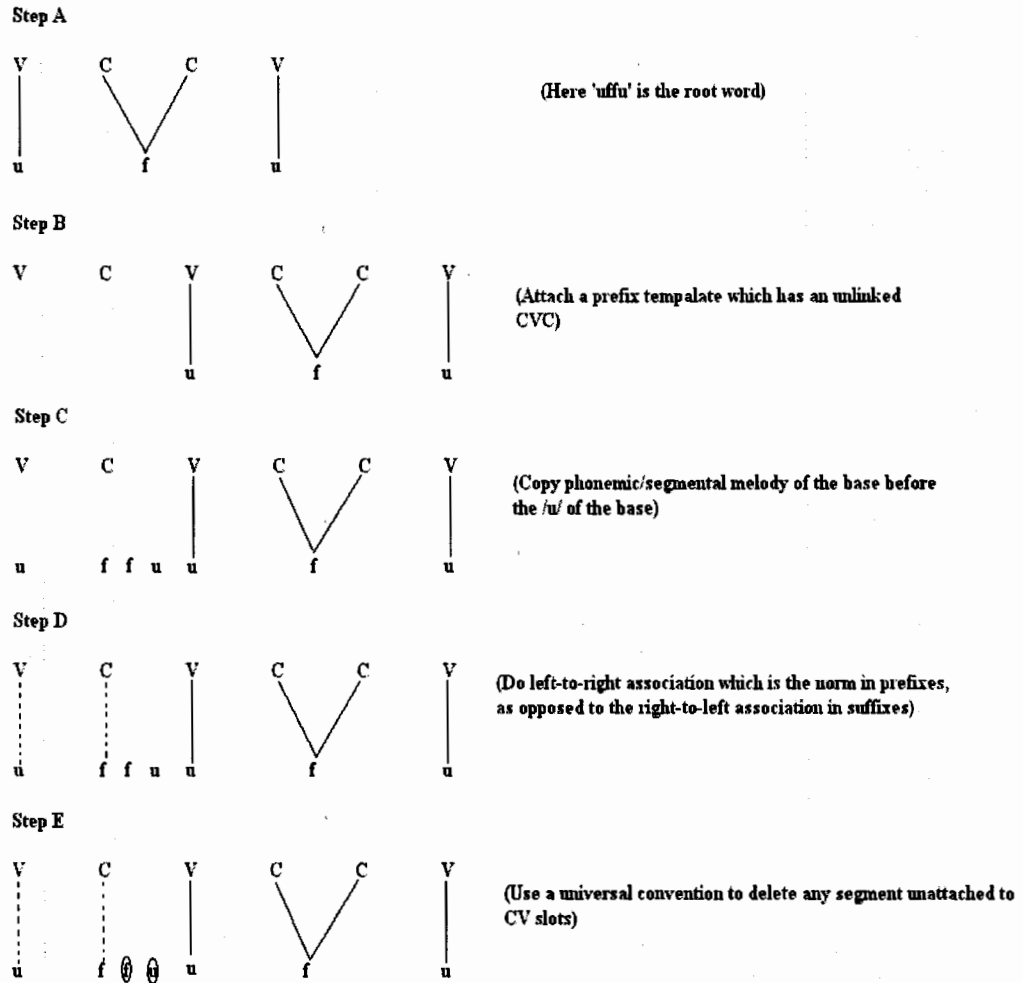 Step A
V C C V
(Here 'uffu' is the root word)
u f u
Step B
V C V C C V
(Attach a prefix tempalate which has an unlinked
CVC)
u f u
Step C
V C V C C V
(Copy phonemic/segmental melody of the base before
the /u/ of the base)
u f f u u f u
Step D
V C V C C V
(Do left-to-right association which is the norm in prefixes,
as opposed to the right-to-left association in suffixes)
u f f u u f u
Step E
V C V C C V
(Use a universal convention to delete any segment unattached to
CV slots)
u f f u u f u